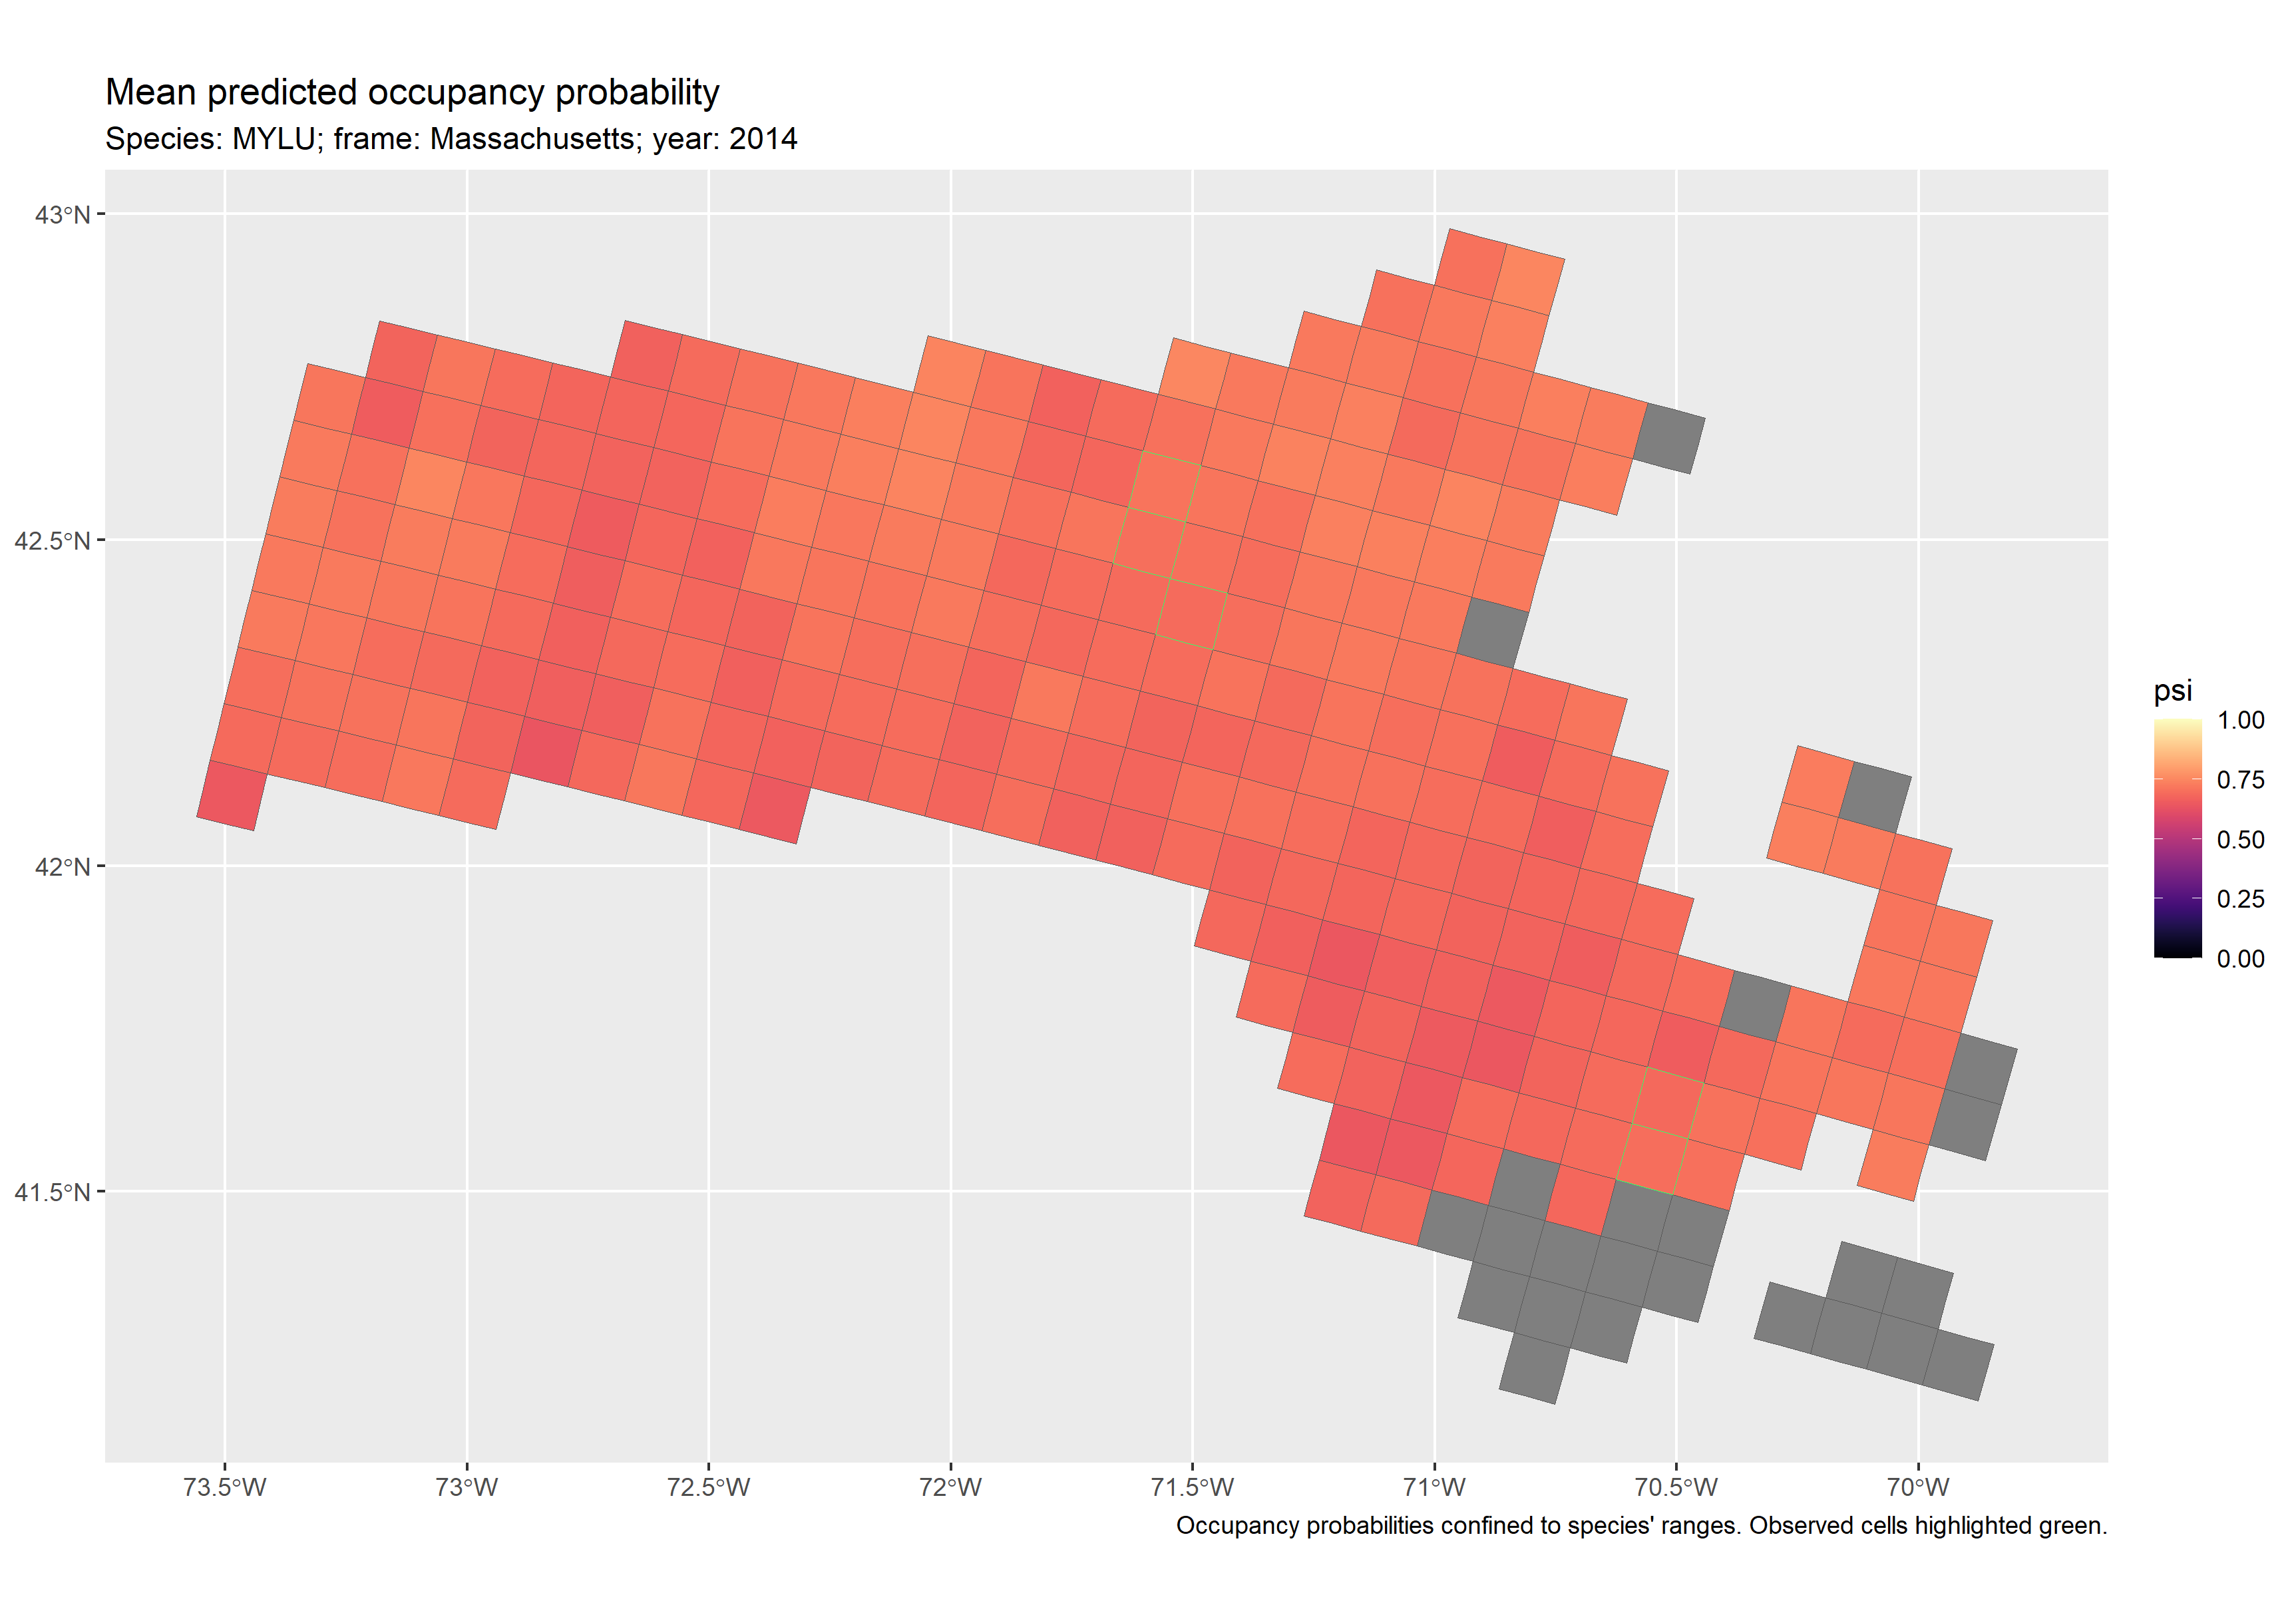 Mean predicted occupancy probability
Species: MYLU; frame: Massachusetts; year: 2014
43°N
42.5°N
42°N
41.5°N
73.5°W
73°W
72.5°W
72°W
71.5°W
71°W
70.5°W
70°W
psi
1.00
0.75
0.50
0.25
0.00
Occupancy probabilities confined to species' ranges. Observed cells highlighted green.